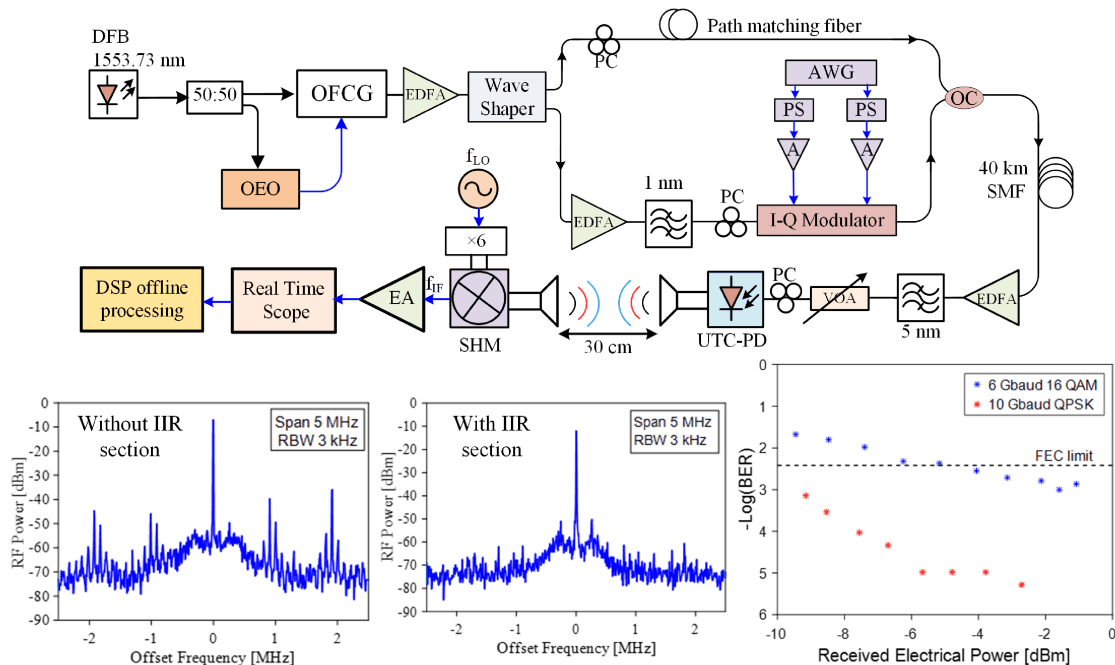 DFB
1553.73 nm
50:50
OEO
OFCG
EDFA
Wave
Shaper
PC
Path matching fiber
AWG
PS
PS
A
A
OC
40 km
SMF
EDFA
1 nm
PC
I-Q Modulator
f_LO
×6
DSP offline
processing
Real Time
Scope
EA
f_IF
SHM
30 cm
UTC-PD
PC
VOA
5 nm
EDFA
Without IIR
section
Span 5 MHz
RBW 3 kHz
RF Power [dBm]
0
-10
-20
-30
-40
-50
-60
-70
-80
-90
-2
-1
0
1
2
Offset Frequency [MHz]
With IIR
section
Span 5 MHz
RBW 3 kHz
RF Power [dBm]
0
-10
-20
-30
-40
-50
-60
-70
-80
-90
-2
-1
0
1
2
Offset Frequency [MHz]
6 Gbaud 16 QAM
10 Gbaud QPSK
FEC limit
-Log(BER)
0
1
2
3
4
5
6
-10
-8
-6
-4
-2
0
Received Electrical Power [dBm]